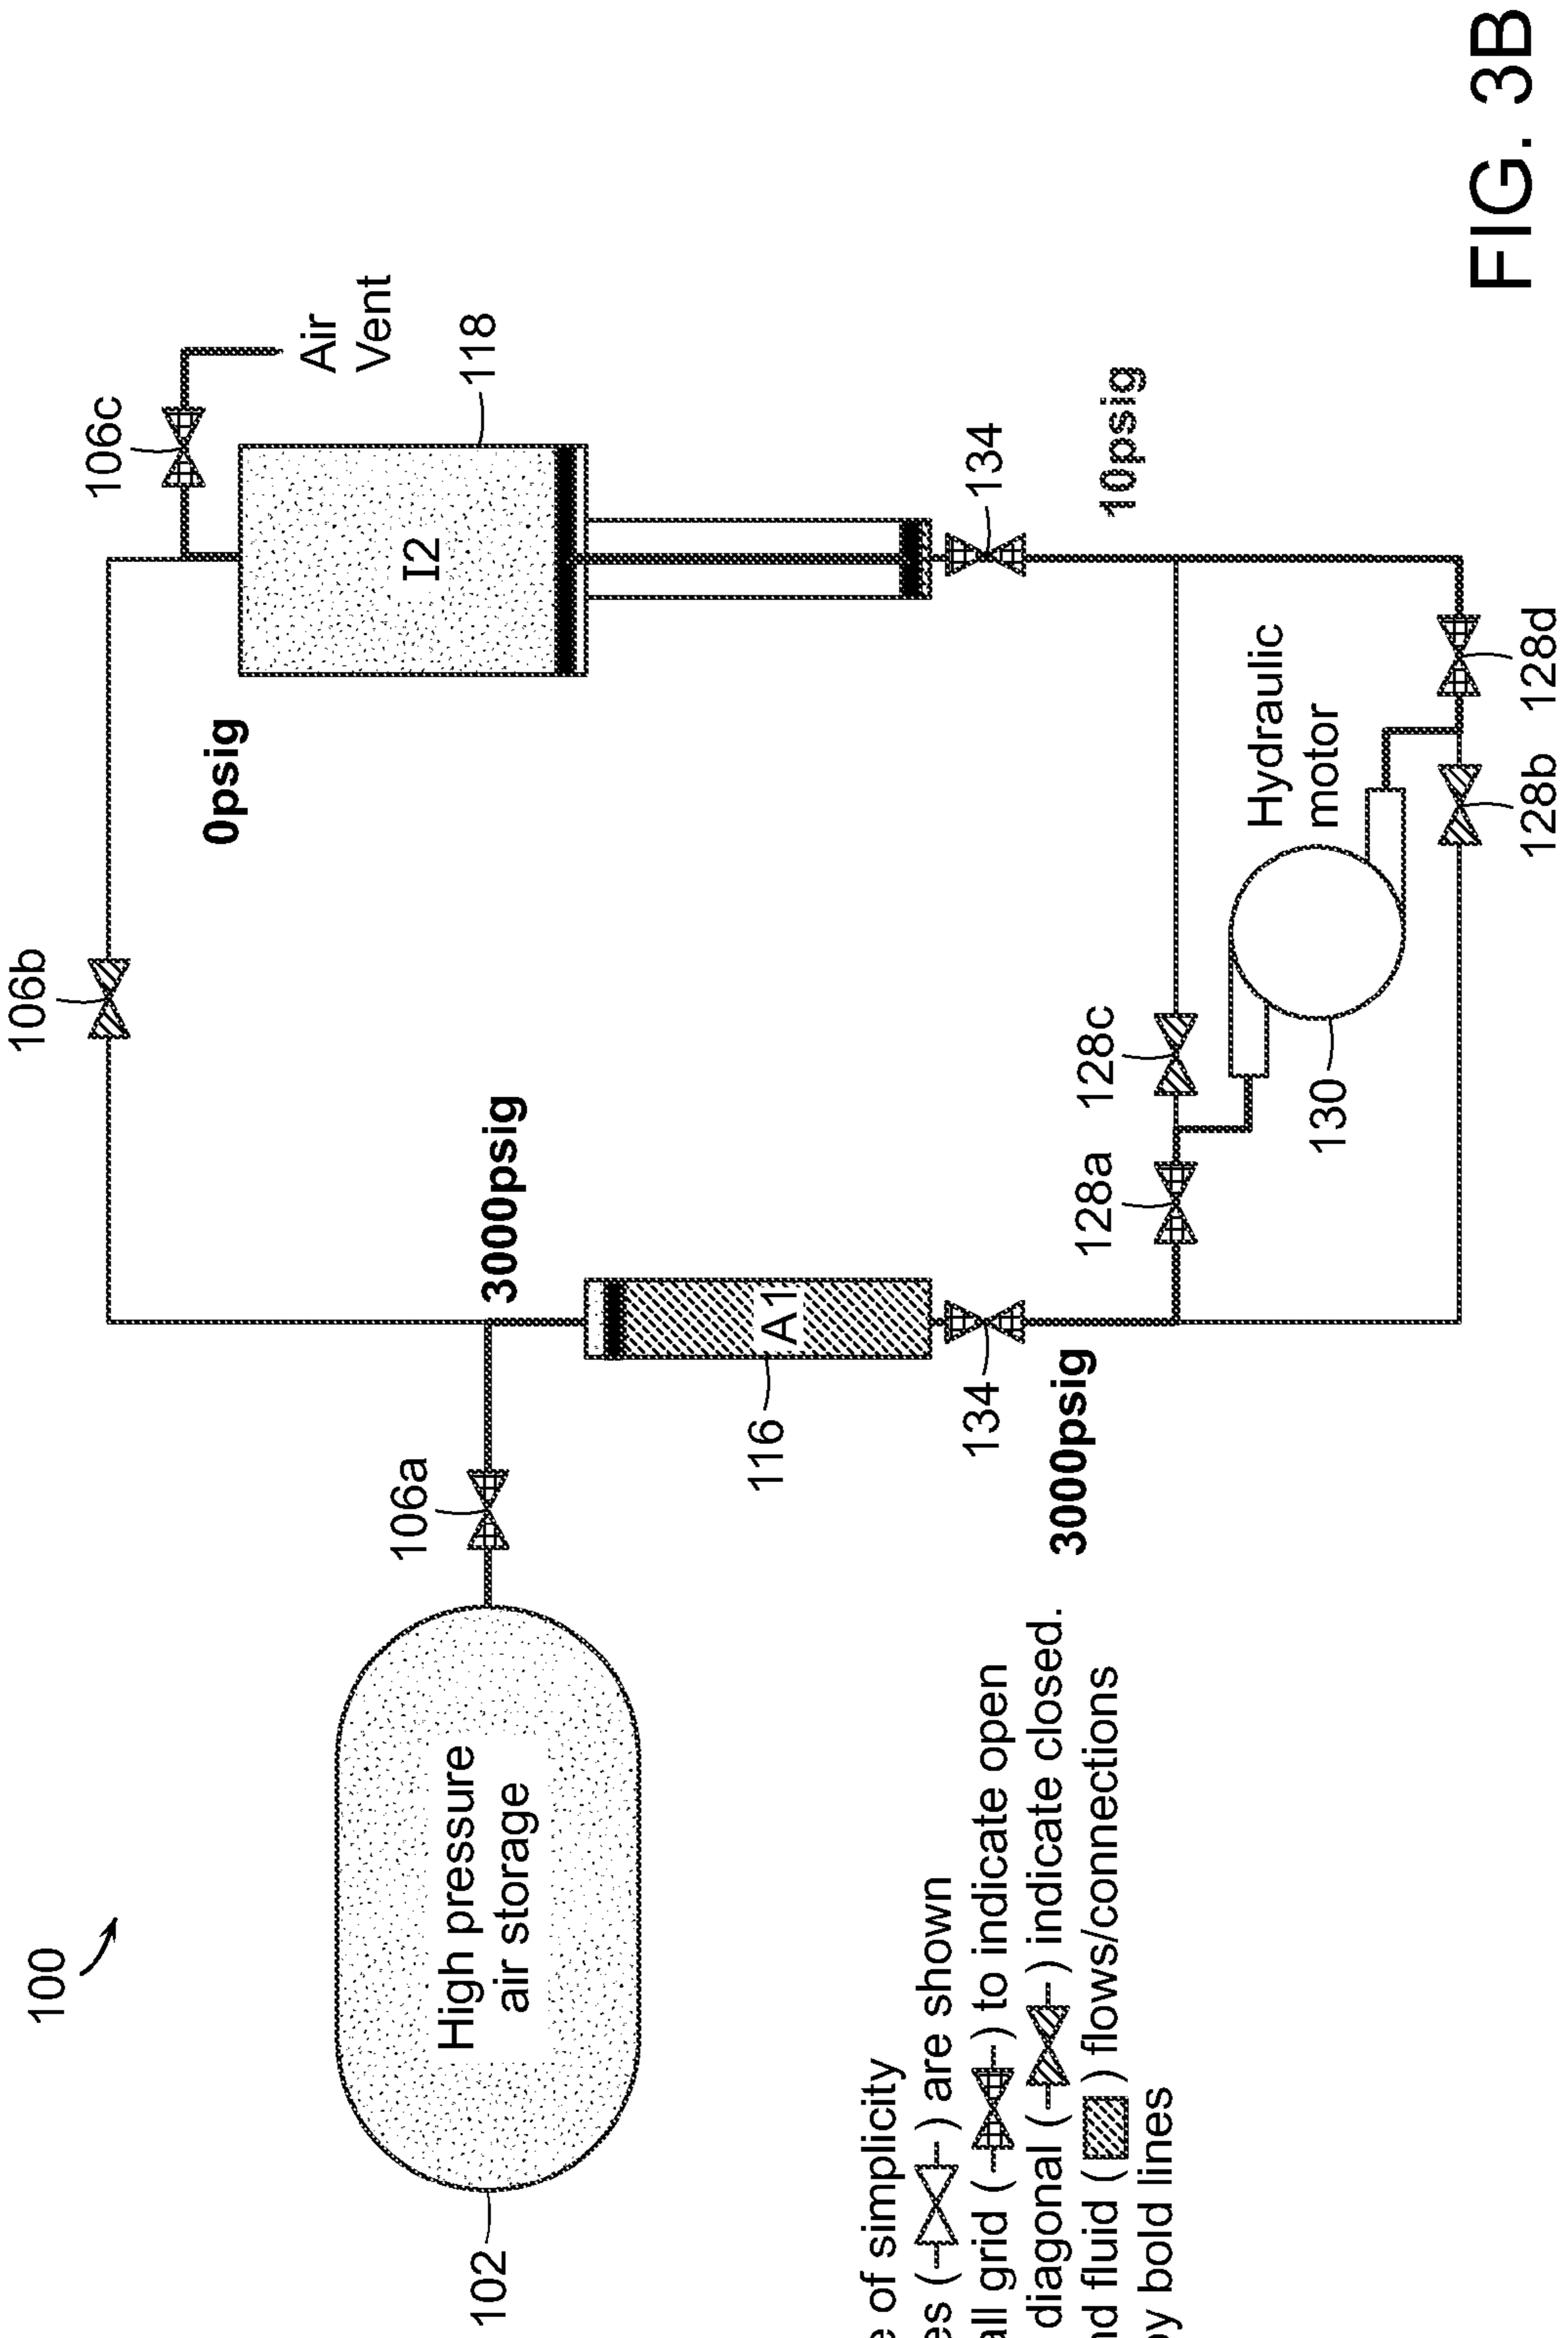 100
106b
106c
0psig
Air
Vent
106a
3000psig
High pressure
air storage
I2
118
102
116
A1
134
134
e of simplicity
es ( ) are shown
all grid ( ) to indicate open
diagonal ( ) indicate closed.
nd fluid ( ) flows/connections
by bold lines
3000psig
10psig
128a
128c
Hydraulic
motor
130
128b
128d
FIG. 3B